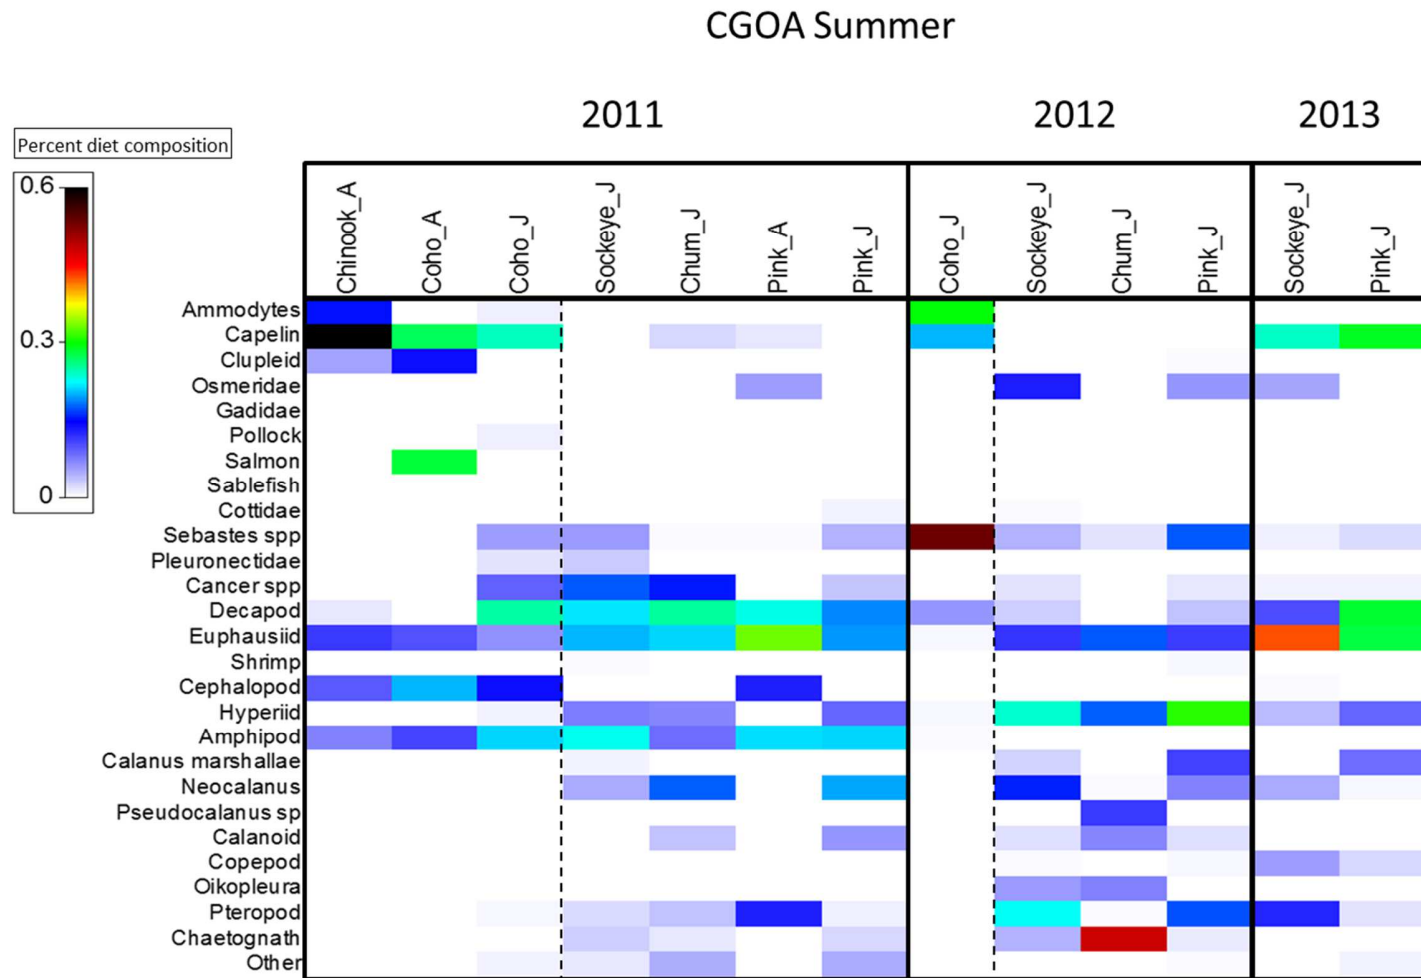 CGOA Summer
2011
2012
2013
Percent diet composition
0.6
0.3
0
Chinook_A
Coho_A
Coho_J
Sockeye_J
Chum_J
Pink_A
Pink_J
Coho_J
Sockeye_J
Chum_J
Pink_J
Sockeye_J
Pink_J
Ammodytes
Capelin
Clupleid
Osmeridae
Gadidae
Pollock
Salmon
Sablefish
Cottidae
Sebastes spp
Pleuronectidae
Cancer spp
Decapod
Euphausiid
Shrimp
Cephalopod
Hyperiid
Amphipod
Calanus marshallae
Neocalanus
Pseudocalanus sp
Calanoid
Copepod
Oikopleura
Pteropod
Chaetognath
Other